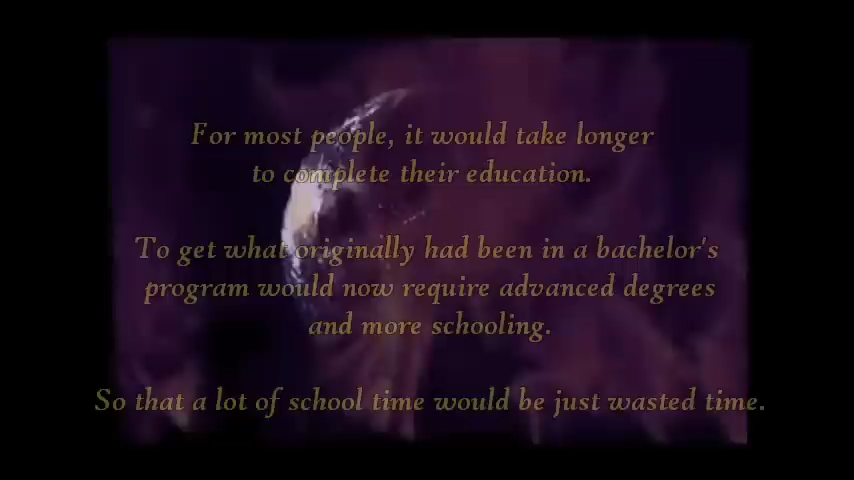 For most people, it would take longer
to complete their education.
To get what originally had been in a bachelor's
program would now require advanced degrees
and more schooling.
So that a lot of school time would be just wasted time.